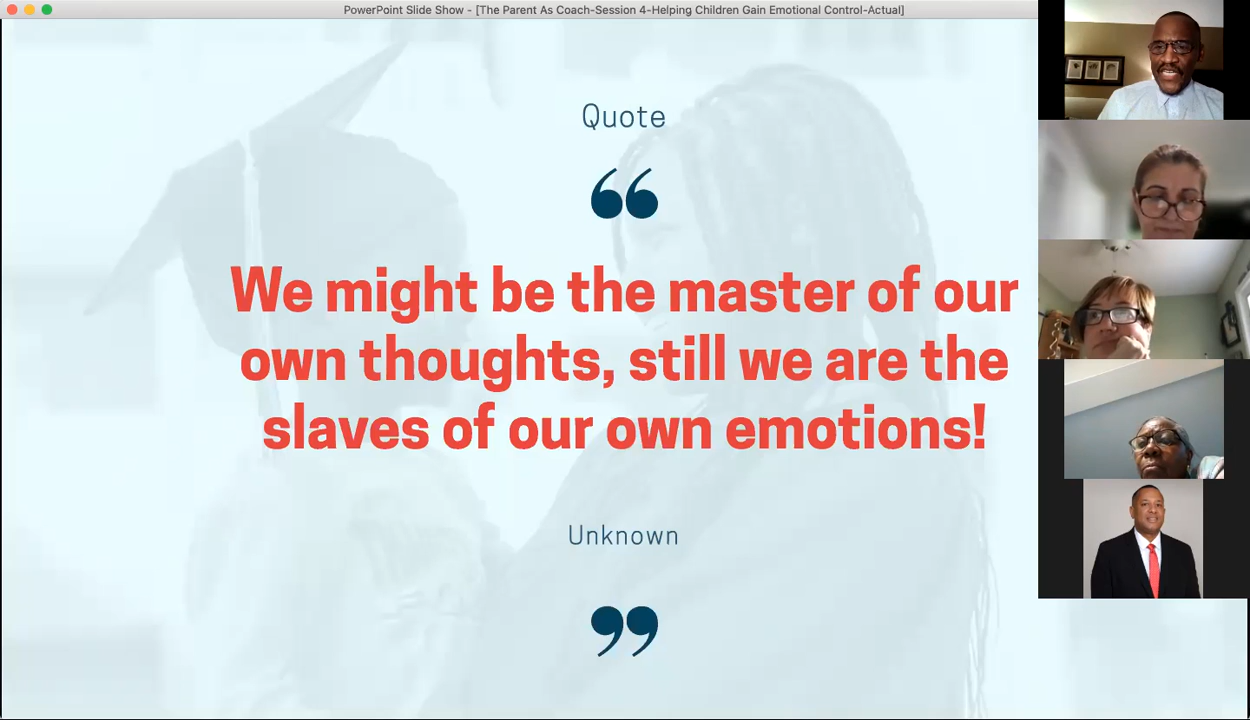 PowerPoint Slide Show - [The Parent As Coach-Session 4-Helping Children Gain Emotional Control-Actual]
Quote
“
We might be the master of our
own thoughts, still we are the
slaves of our own emotions!
Unknown
”